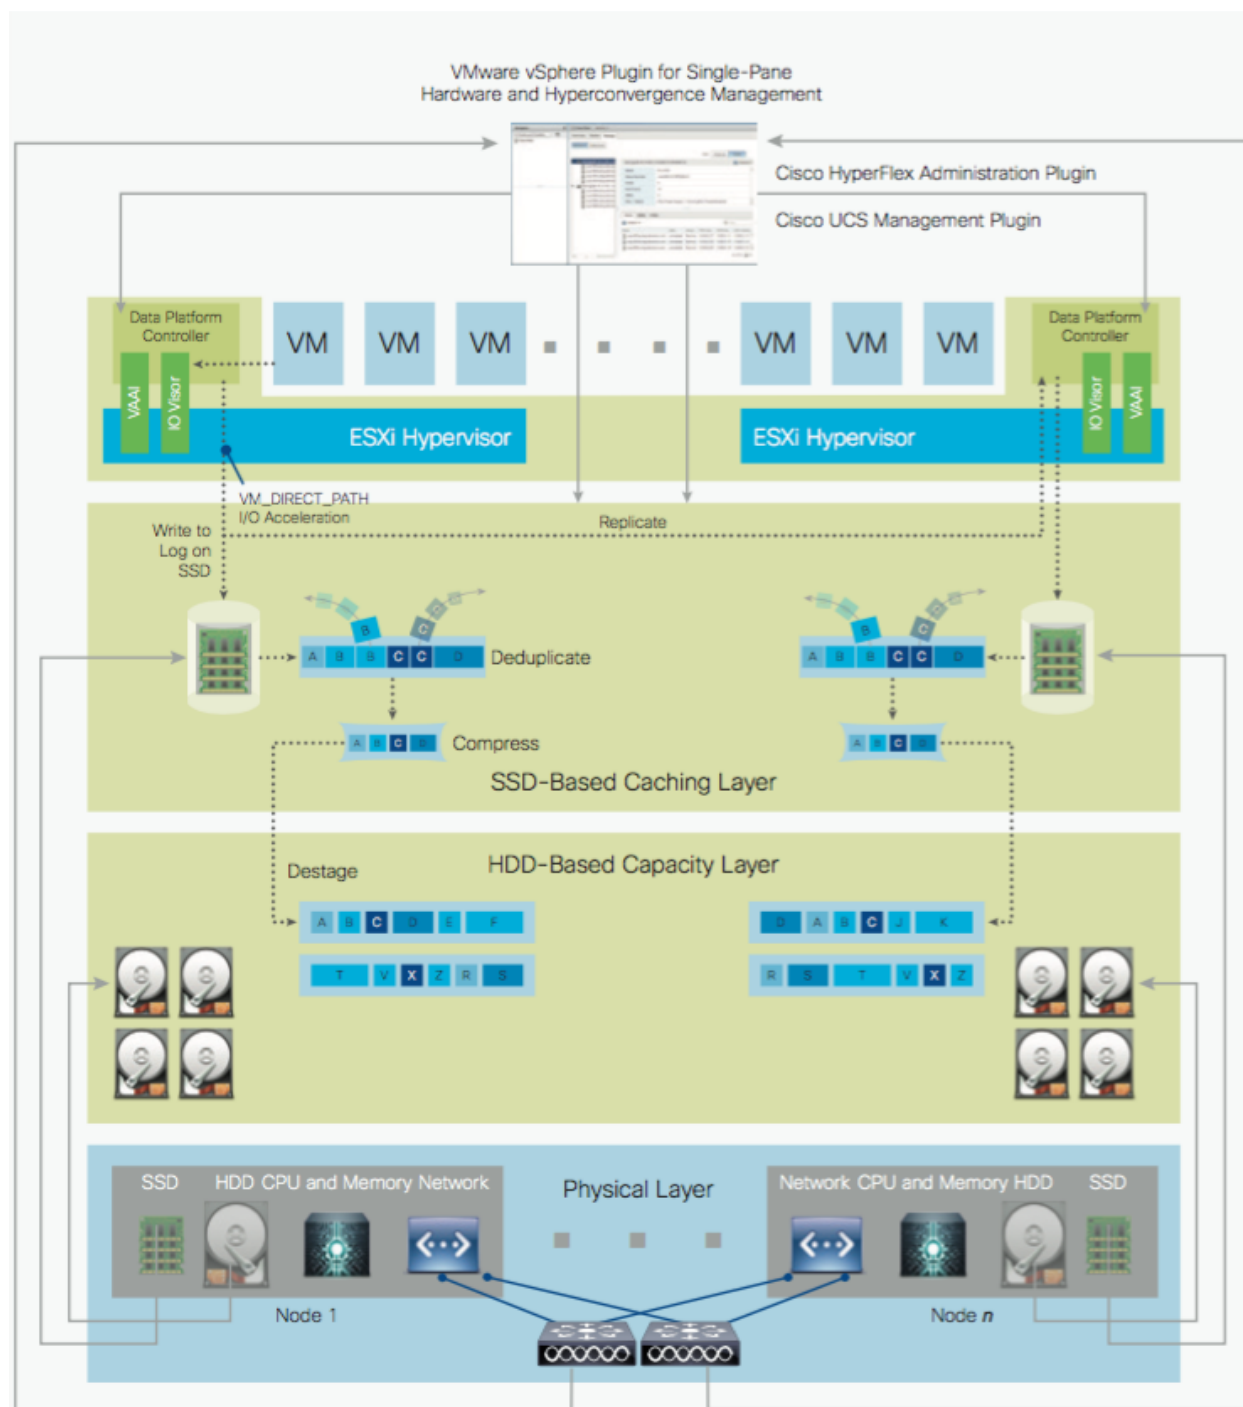 VMware vSphere Plugin for Single-Pane
Hardware and Hyperconvergence Management
Cisco HyperFlex Administration Plugin
Cisco UCS Management Plugin
Data Platform
Controller
VAAI
IO Visor
VM
VM
VM
VM
VM
VM
Data Platform
Controller
IO Visor
VAAI
ESXi Hypervisor
ESXi Hypervisor
VM_DIRECT_PATH
I/O Acceleration
Write to
Log on
SSD
Replicate
B
C
C
A B B C C D
Deduplicate
B
C
C
A B B C C D
A B C D
Compress
A B C D
SSD-Based Caching Layer
HDD-Based Capacity Layer
Destage
A B C D E F
D A B C J K
T V X Z R S
R S T V X Z
SSD HDD CPU and Memory Network
Physical Layer
Network CPU and Memory HDD SSD
Node 1
Node n